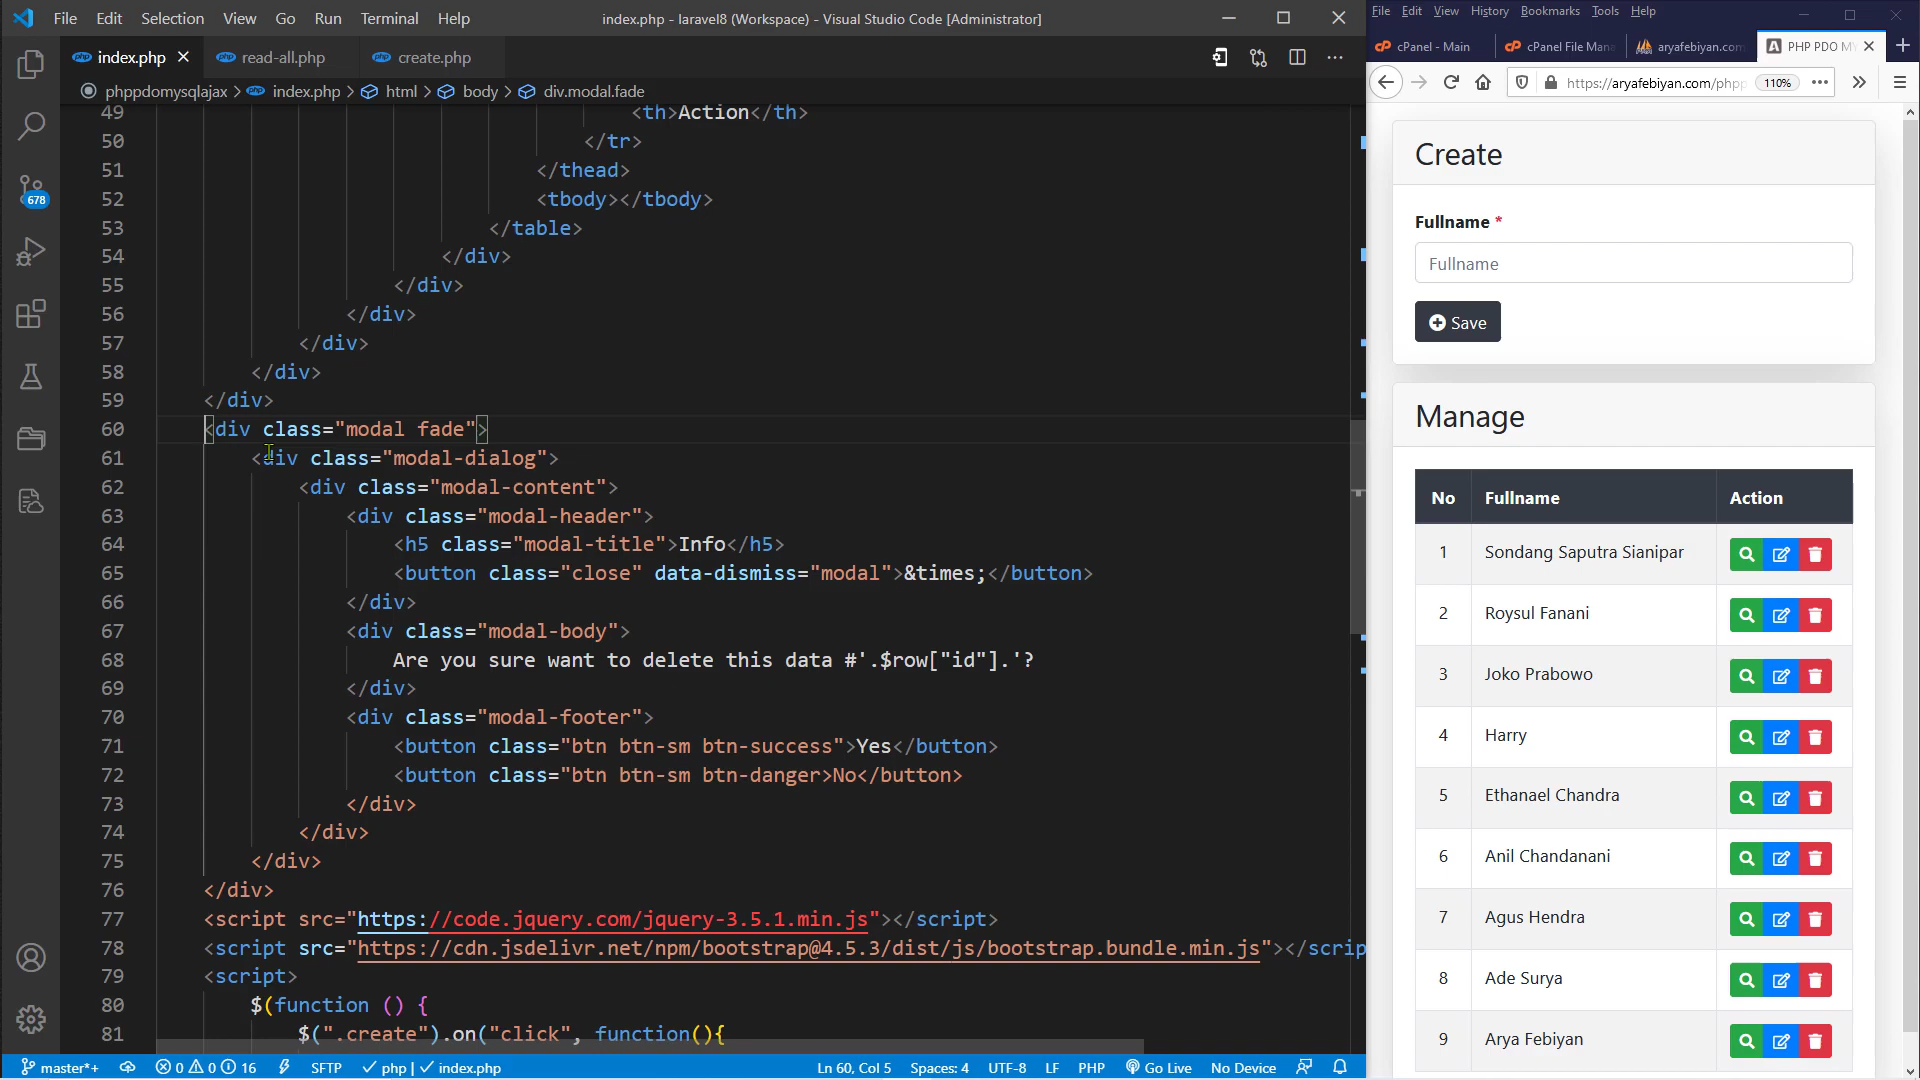 File Edit Selection View Go Run Terminal Help
index.php - laravel8 (Workspace) - Visual Studio Code [Administrator]
index.php
read-all.php
create.php
phppdomysqlajax > index.php > html > body > div.modal.fade
678
49 <th>Action</th>
50 </tr>
51 </thead>
52 <tbody></tbody>
53 </table>
54 </div>
55 </div>
56 </div>
57 </div>
58 </div>
59 </div>
60 <div class="modal fade">
61 <div class="modal-dialog">
62 <div class="modal-content">
63 <div class="modal-header">
64 <h5 class="modal-title">Info</h5>
65 <button class="close" data-dismiss="modal">&times;</button>
66 </div>
67 <div class="modal-body">
68 Are you sure want to delete this data #'.$row["id"].'?
69 </div>
70 <div class="modal-footer">
71 <button class="btn btn-sm btn-success">Yes</button>
72 <button class="btn btn-sm btn-danger>No</button>
73 </div>
74 </div>
75 </div>
76 </div>
77 <script src="https://code.jquery.com/jquery-3.5.1.min.js"></script>
78 <script src="https://cdn.jsdelivr.net/npm/bootstrap@4.5.3/dist/js/bootstrap.bundle.min.js"></scrip
79 <script>
80 $(function () {
81 $(".create").on("click", function(){
master*+ 0 0 16 SFTP php | index.php Ln 60, Col 5 Spaces: 4 UTF-8 LF PHP Go Live No Device
File Edit View History Bookmarks Tools Help
cPanel - Main
cPanel File Mana
aryafebiyan.com
PHP PDO MY
https://aryafebiyan.com/phpp
110%
Create
Fullname *
Fullname
Save
Manage
No Fullname Action
1 Sondang Saputra Sianipar
2 Roysul Fanani
3 Joko Prabowo
4 Harry
5 Ethanael Chandra
6 Anil Chandanani
7 Agus Hendra
8 Ade Surya
9 Arya Febiyan